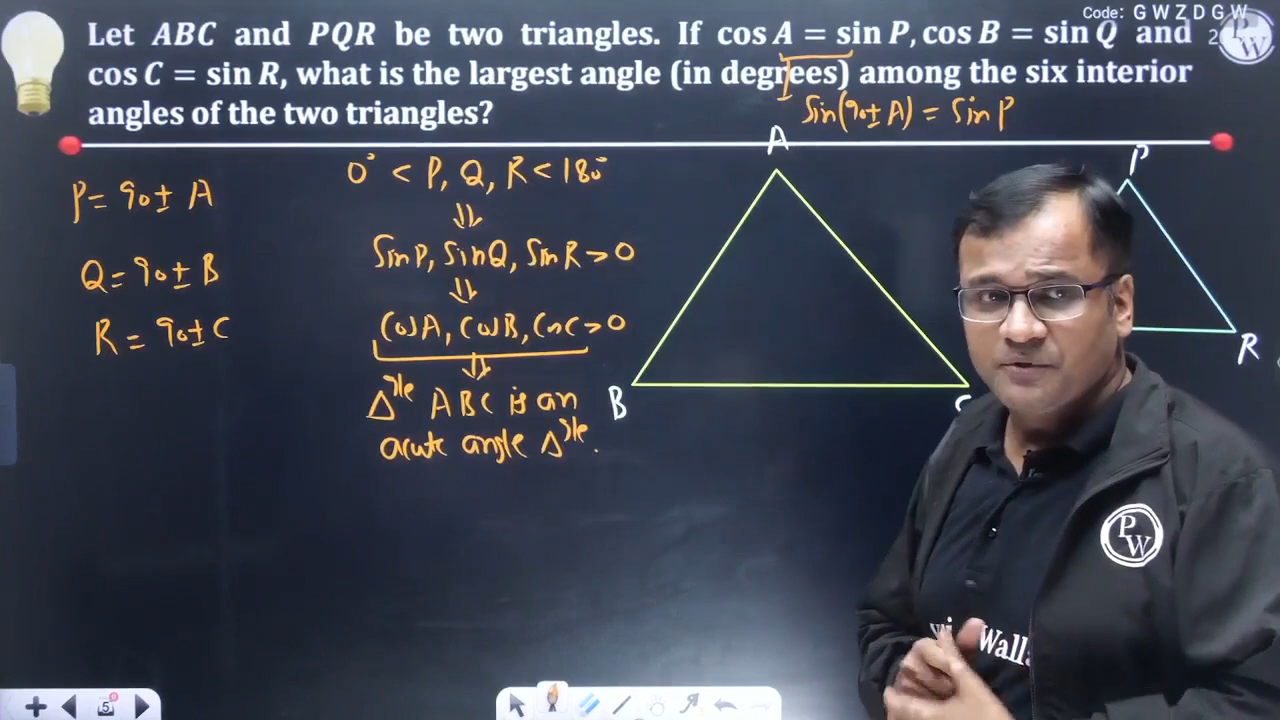 Code: G W Z D G W
Let ABC and PQR be two triangles. If cos A = sin P, cos B = sin Q and
cos C = sin R, what is the largest angle (in degrees) among the six interior
angles of the two triangles?
sin(90 ± A) = sin P
P = 90 ± A
Q = 90 ± B
R = 90 ± C
0° < P, Q, R < 180°
⇓
sin P, sin Q, sin R > 0
⇓
Cos A, Cos B, Cos C > 0
⇓
Δle ABC is an
acute angle Δle.
A
B
C
P
R
P W
Wall
5